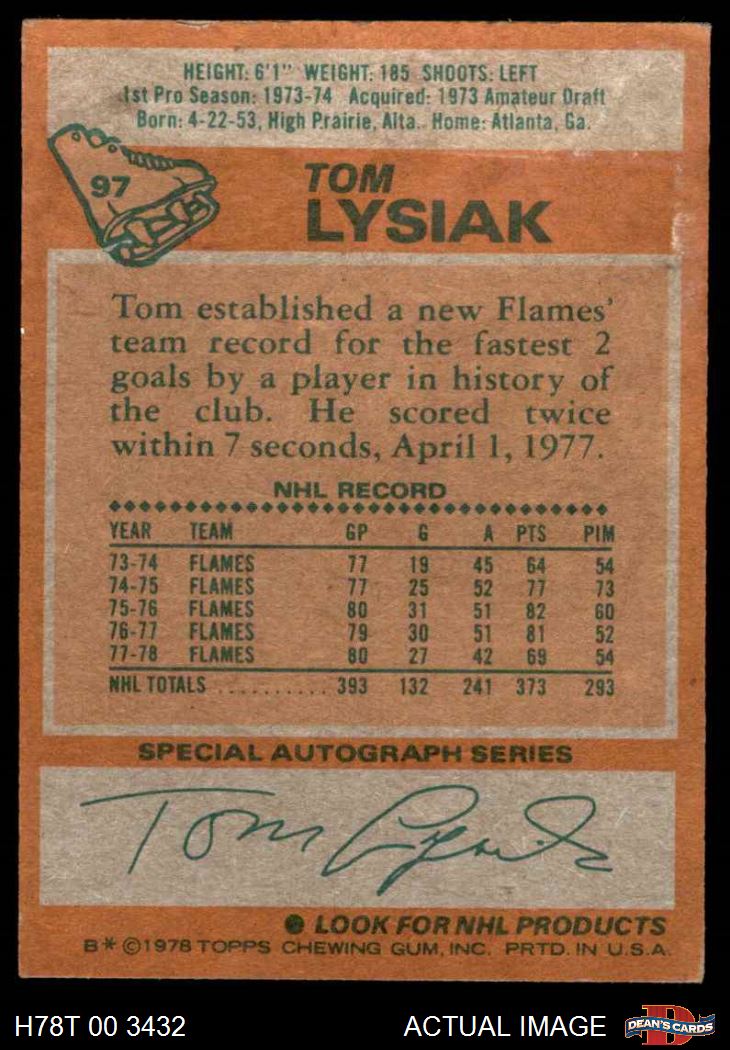 HEIGHT: 6'1" WEIGHT: 185 SHOOTS: LEFT
1st Pro Season: 1973-74 Acquired: 1973 Amateur Draft
Born: 4-22-53, High Prairie, Alta. Home: Atlanta, Ga.
97
TOM
LYSIAK
Tom established a new Flames'
team record for the fastest 2
goals by a player in history of
the club. He scored twice
within 7 seconds, April 1, 1977.
NHL RECORD
YEAR TEAM GP G A PTS PIM
73-74 FLAMES 77 19 45 64 54
74-75 FLAMES 77 25 52 77 73
75-76 FLAMES 80 31 51 82 60
76-77 FLAMES 79 30 51 81 52
77-78 FLAMES 80 27 42 69 54
NHL TOTALS .......... 393 132 241 373 293
SPECIAL AUTOGRAPH SERIES
Tom Lysiak
● LOOK FOR NHL PRODUCTS
B* ©1978 TOPPS CHEWING GUM, INC. PRTD. IN U.S.A.
H78T 00 3432 ACTUAL IMAGE
D
DEAN'S CARDS